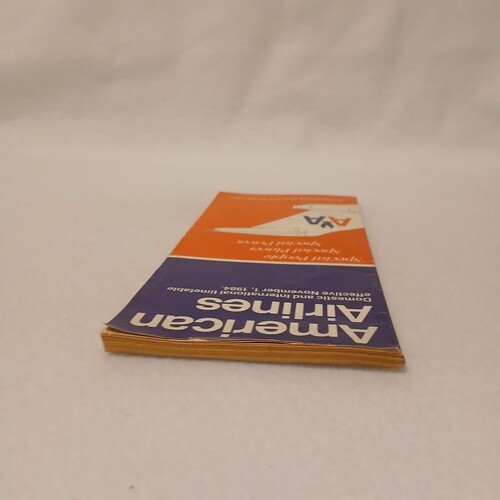 American
Airlines
Domestic and International timetable
effective November 1, 1984.
Special People
Special Places
Special Prices
AA